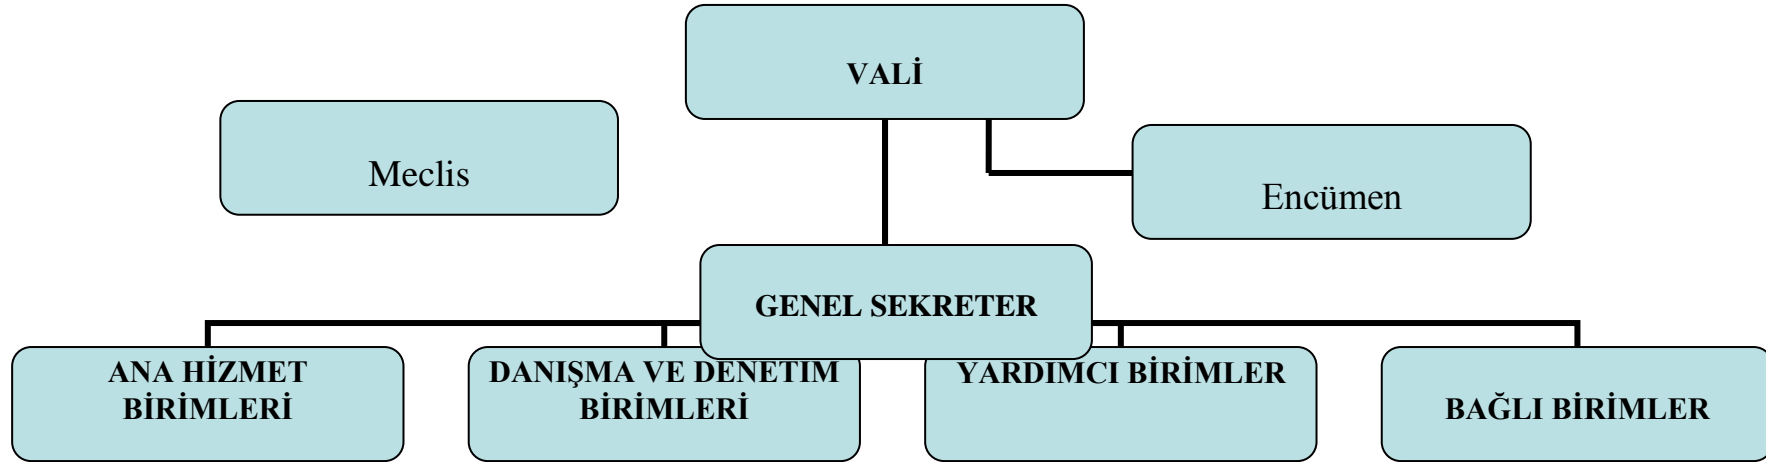 VALİ
Meclis
Encümen
GENEL SEKRETER
ANA HİZMET
BİRİMLERİ
DANIŞMA VE DENETIM
BİRİMLERİ
YARDIMCI BİRİMLER
BAĞLI BİRİMLER